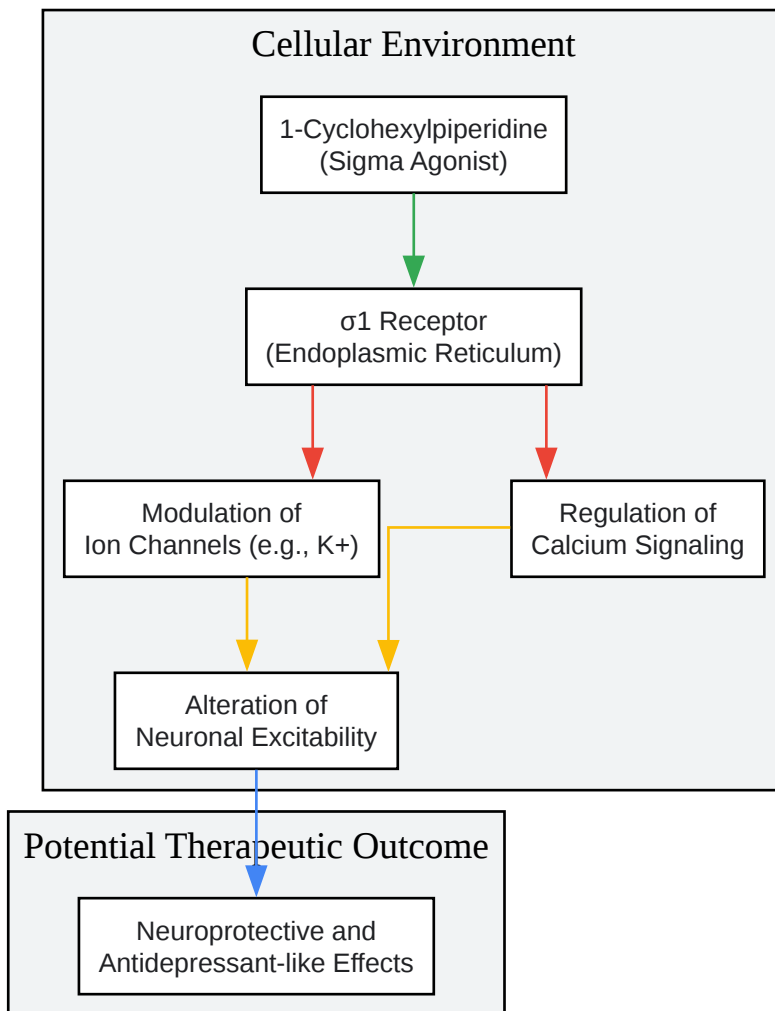 Cellular Environment
1-Cyclohexylpiperidine
(Sigma Agonist)
σ1 Receptor
(Endoplasmic Reticulum)
Modulation of
Ion Channels (e.g., K+)
Regulation of
Calcium Signaling
Alteration of
Neuronal Excitability
Potential Therapeutic Outcome
Neuroprotective and
Antidepressant-like Effects